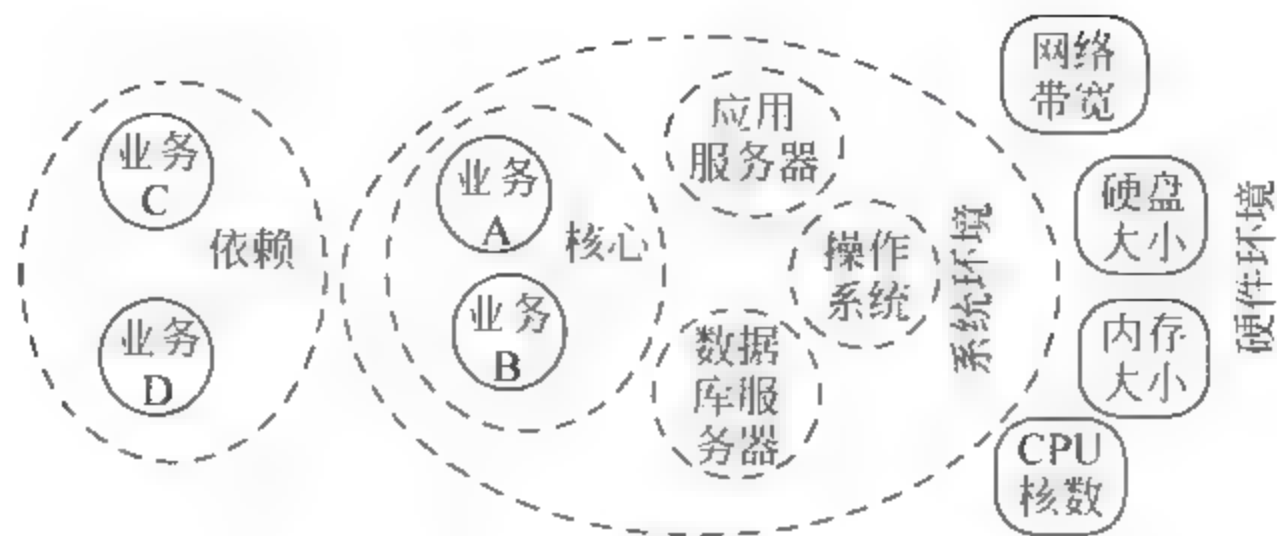 业务
C
依赖
业务
D
业务
A
核心
业务
B
应用
服务器
操作
系统
数据
库服
务器
系统环境
网络
带宽
硬盘
大小
内存
大小
CPU
核数
硬件环境